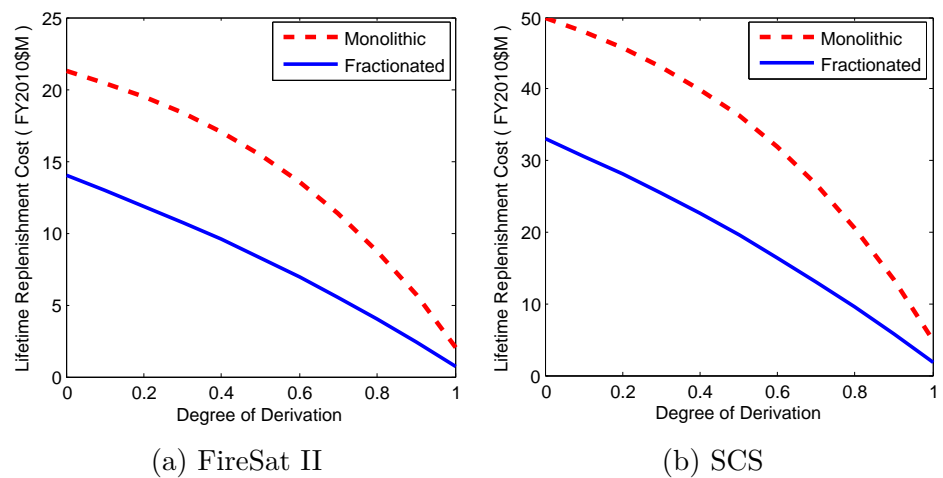 25
20
15
10
5
0
0
0.2
0.4
0.6
0.8
1
Lifetime Replenishment Cost ( FY2010$M )
Degree of Derivation
Monolithic
Fractionated
(a) FireSat II
50
40
30
20
10
0
0
0.2
0.4
0.6
0.8
1
Lifetime Replenishment Cost ( FY2010$M )
Degree of Derivation
Monolithic
Fractionated
(b) SCS